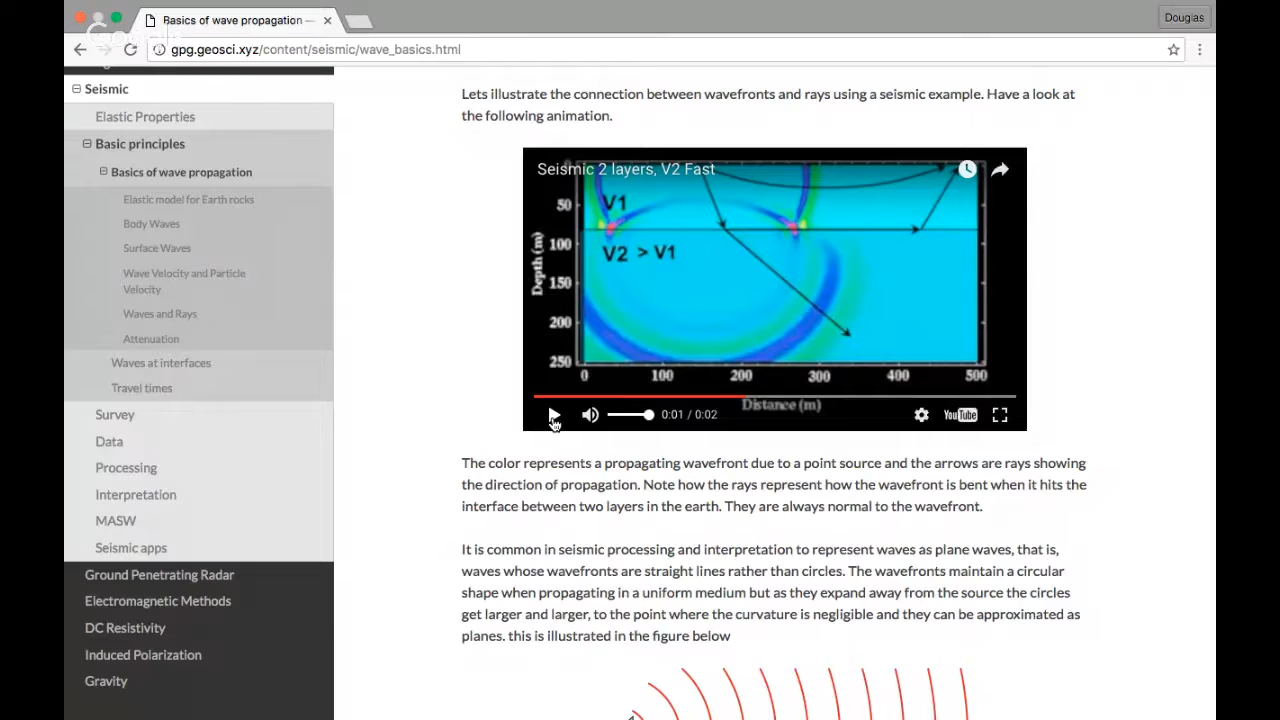 Basics of wave propagation —
Douglas
gpg.geosci.xyz/content/seismic/wave_basics.html
Seismic
Elastic Properties
Basic principles
Basics of wave propagation
Elastic model for Earth rocks
Body Waves
Surface Waves
Wave Velocity and Particle
Velocity
Waves and Rays
Attenuation
Waves at interfaces
Travel times
Survey
Data
Processing
Interpretation
MASW
Seismic apps
Ground Penetrating Radar
Electromagnetic Methods
DC Resistivity
Induced Polarization
Gravity
Lets illustrate the connection between wavefronts and rays using a seismic example. Have a look at
the following animation.
Seismic 2 layers, V2 Fast
V1
V2 > V1
Depth (m)
50
100
150
200
250
0 100 200 300 400 500
Distance (m)
0:01 / 0:02
YouTube
The color represents a propagating wavefront due to a point source and the arrows are rays showing
the direction of propagation. Note how the rays represent how the wavefront is bent when it hits the
interface between two layers in the earth. They are always normal to the wavefront.
It is common in seismic processing and interpretation to represent waves as plane waves, that is,
waves whose wavefronts are straight lines rather than circles. The wavefronts maintain a circular
shape when propagating in a uniform medium but as they expand away from the source the circles
get larger and larger, to the point where the curvature is negligible and they can be approximated as
planes. this is illustrated in the figure below